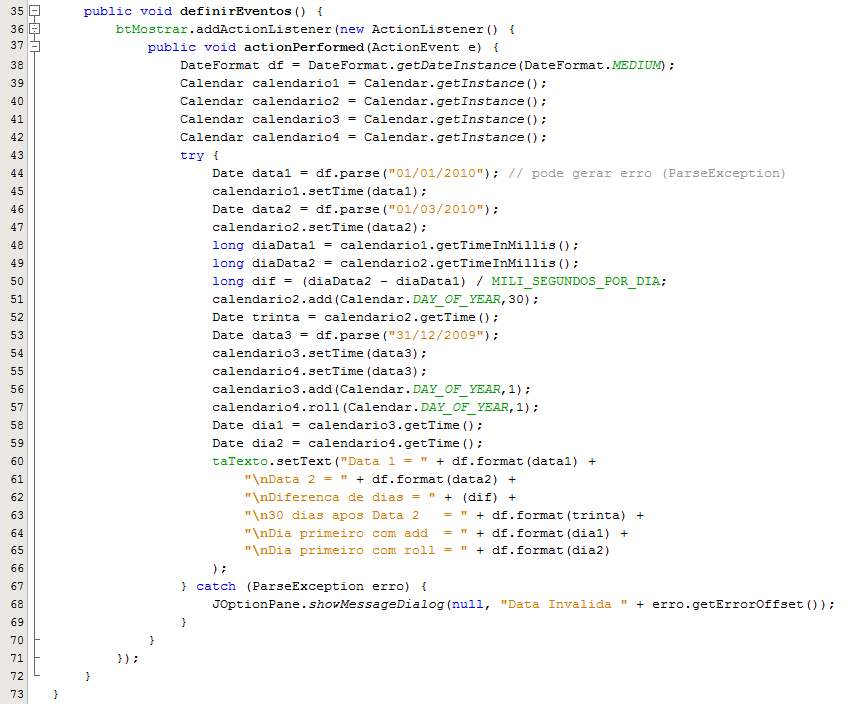 35     public void definirEventos() {
36         btMostrar.addActionListener(new ActionListener() {
37             public void actionPerformed(ActionEvent e) {
38                 DateFormat df = DateFormat.getDateInstance(DateFormat.MEDIUM);
39                 Calendar calendario1 = Calendar.getInstance();
40                 Calendar calendario2 = Calendar.getInstance();
41                 Calendar calendario3 = Calendar.getInstance();
42                 Calendar calendario4 = Calendar.getInstance();
43                 try {
44                     Date data1 = df.parse("01/01/2010"); // pode gerar erro (ParseException)
45                     calendario1.setTime(data1);
46                     Date data2 = df.parse("01/03/2010");
47                     calendario2.setTime(data2);
48                     long diaData1 = calendario1.getTimeInMillis();
49                     long diaData2 = calendario2.getTimeInMillis();
50                     long dif = (diaData2 - diaData1) / MILI_SEGUNDOS_POR_DIA;
51                     calendario2.add(Calendar.DAY_OF_YEAR,30);
52                     Date trinta = calendario2.getTime();
53                     Date data3 = df.parse("31/12/2009");
54                     calendario3.setTime(data3);
55                     calendario4.setTime(data3);
56                     calendario3.add(Calendar.DAY_OF_YEAR,1);
57                     calendario4.roll(Calendar.DAY_OF_YEAR,1);
58                     Date dia1 = calendario3.getTime();
59                     Date dia2 = calendario4.getTime();
60                     taTexto.setText("Data 1 = " + df.format(data1) +
61                         "\nData 2 = " + df.format(data2) +
62                         "\nDiferenca de dias = " + (dif) +
63                         "\n30 dias apos Data 2   = " + df.format(trinta) +
64                         "\nDia primeiro com add  = " + df.format(dia1) +
65                         "\nDia primeiro com roll = " + df.format(dia2)
66                     );
67                 } catch (ParseException erro) {
68                     JOptionPane.showMessageDialog(null, "Data Invalida " + erro.getErrorOffset());
69                 }
70             }
71         });
72     }
73 }